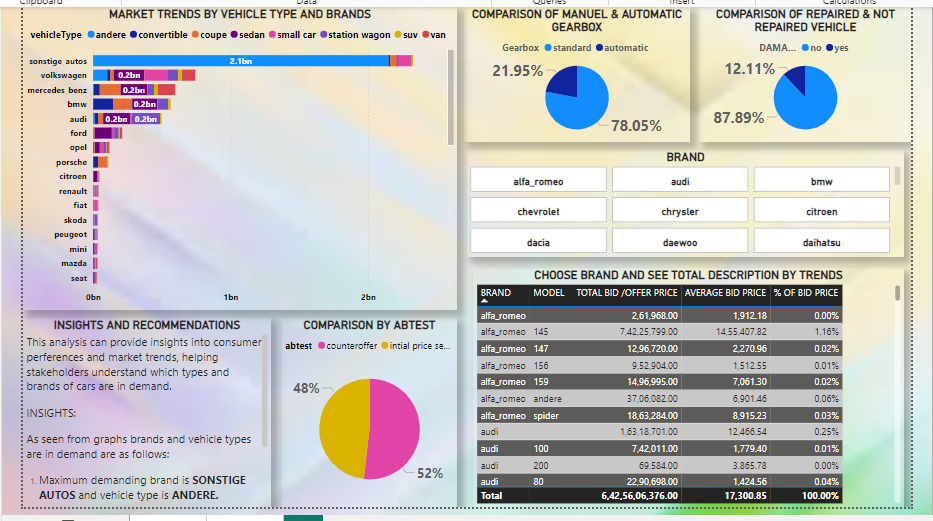 Clipboard Data Queries Insert Calculations
MARKET TRENDS BY VEHICLE TYPE AND BRANDS
vehicleType andere convertible coupe sedan small car station wagon suv van
sonstige_autos 2.1bn
volkswagen 0.2bn
mercedes_benz 0.2bn
bmw 0.2bn
audi 0.2bn 0.2bn
ford
opel
porsche
citroen
renault
fiat
skoda
peugeot
mini
mazda
seat
0bn 1bn 2bn
COMPARISON OF MANUEL & AUTOMATIC
GEARBOX
Gearbox standard automatic
21.95%
78.05%
COMPARISON OF REPAIRED & NOT
REPAIRED VEHICLE
DAMA... no yes
12.11%
87.89%
BRAND
alfa_romeo audi bmw
chevrolet chrysler citroen
dacia daewoo daihatsu
INSIGHTS AND RECOMMENDATIONS
This analysis can provide insights into consumer
perferences and market trends, helping
stakeholders understand which types and
brands of cars are in demand.
INSIGHTS:
As seen from graphs brands and vehicle types
are in demand are as follows:
1. Maximum demanding brand is SONSTIGE
AUTOS and vehicle type is ANDERE.
COMPARISON BY ABTEST
abtest counteroffer intial price se...
48%
52%
CHOOSE BRAND AND SEE TOTAL DESCRIPTION BY TRENDS
BRAND MODEL TOTAL BID /OFFER PRICE AVERAGE BID PRICE % OF BID PRICE
alfa_romeo 2,61,968.00 1,912.18 0.00%
alfa_romeo 145 7,42,25,799.00 14,55,407.82 1.16%
alfa_romeo 147 12,96,720.00 2,270.96 0.02%
alfa_romeo 156 9,52,904.00 1,512.55 0.01%
alfa_romeo 159 14,96,995.00 7,061.30 0.02%
alfa_romeo andere 37,06,082.00 6,901.46 0.06%
alfa_romeo spider 18,63,284.00 8,915.23 0.03%
audi 1,63,18,701.00 12,466.54 0.25%
audi 100 7,42,011.00 1,779.40 0.01%
audi 200 69,584.00 3,865.78 0.00%
audi 80 22,90,698.00 1,424.56 0.04%
Total 6,42,56,06,376.00 17,300.85 100.00%